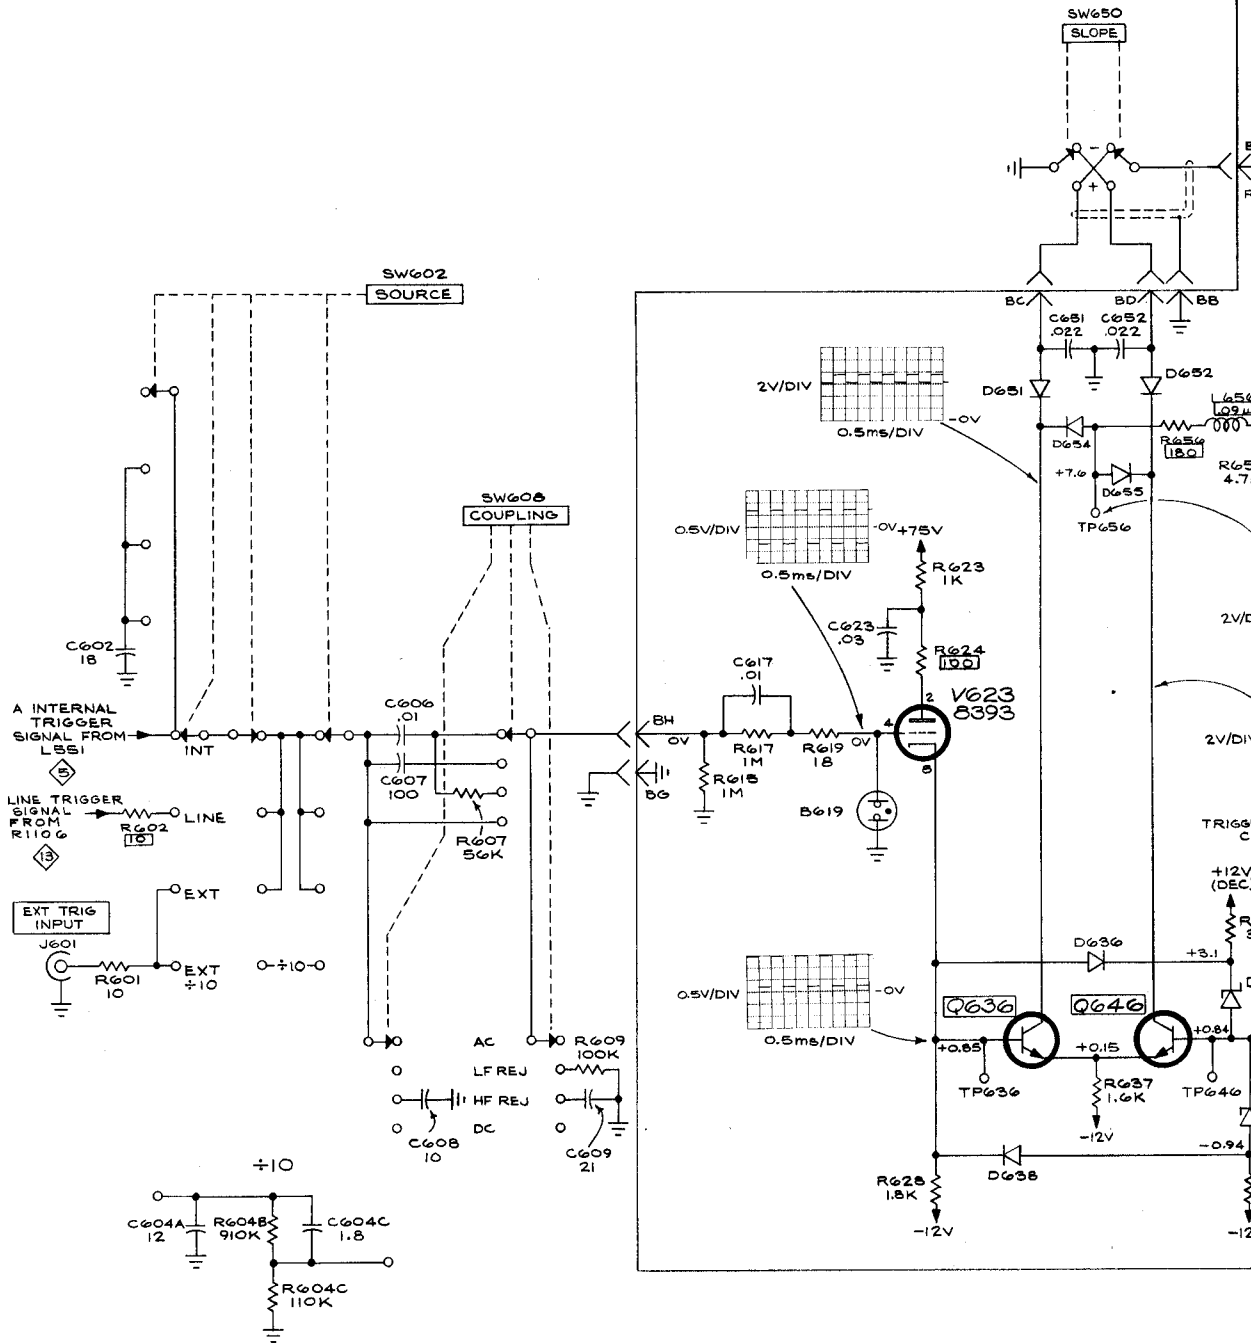 SW650
SLOPE
-
+
SW602
SOURCE
BC
BD
BB
C651
.022
C652
.022
2V/DIV
-0V
0.5ms/DIV
D651
D652
D654
+7.6
D655
TP656
R656
180
SW608
COUPLING
0.5V/DIV
-0V
0.5ms/DIV
+75V
R623
1K
C623
.03
R624
100
C602
18
C617
.01
V623
8393
2
4
8
A INTERNAL
TRIGGER
SIGNAL FROM
L551
5
INT
C606
.01
C607
100
BH
0V
BG
R617
1M
R619
18
0V
R615
1M
B619
LINE TRIGGER
SIGNAL
FROM
R1106
13
R602
10
LINE
R607
56K
EXT
EXT TRIG
INPUT
J601
R601
10
EXT
÷10
÷10
2V/DIV
+12V
(DEC)
D636
+3.1
0.5V/DIV
-0V
0.5ms/DIV
Q636
Q646
+0.85
+0.15
+0.84
TP636
R637
1.6K
-12V
TP646
AC
LF REJ
HF REJ
DC
R609
100K
C608
10
C609
21
-0.94
D638
R628
1.8K
-12V
-12
÷10
C604A
12
R604B
910K
C604C
1.8
R604C
110K